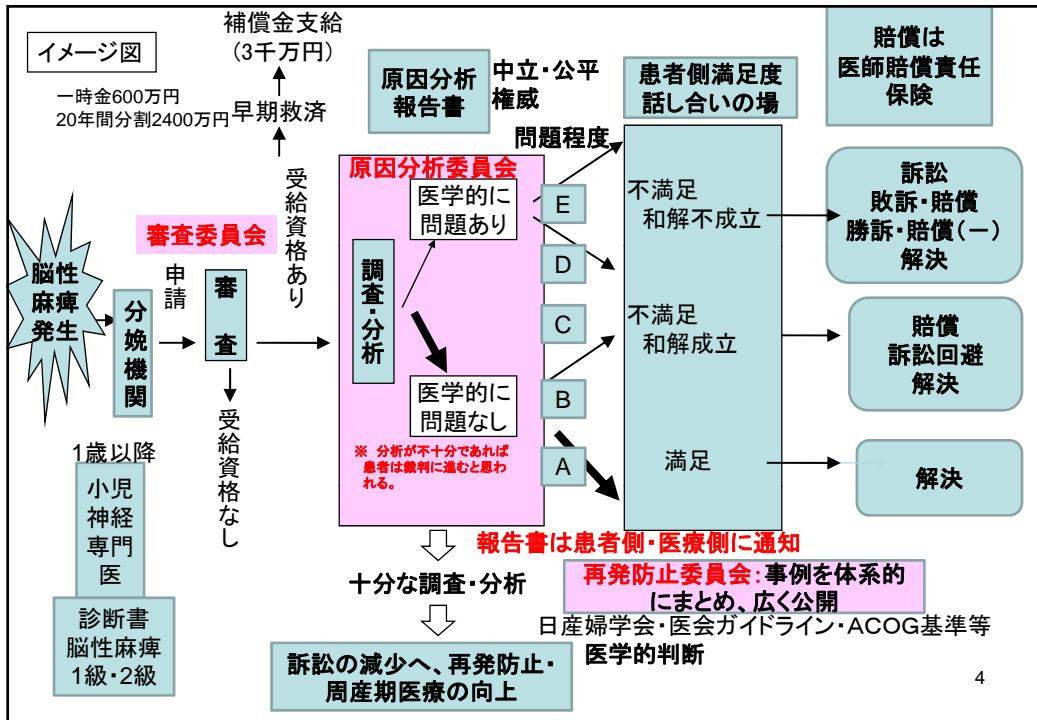 イメージ図
補償金支給
(3千万円)
一時金600万円
20年間分割2400万円
早期救済
受給資格あり
原因分析
報告書
中立・公平
権威
患者側満足度
話し合いの場
賠償は
医師賠償責任
保険
問題程度
原因分析委員会
医学的に
問題あり
調査・分析
医学的に
問題なし
※ 分析が不十分であれば
患者は裁判に進むと思わ
れる。
E
D
C
B
A
不満足
和解不成立
不満足
和解成立
満足
訴訟
敗訴・賠償
勝訴・賠償(−)
解決
賠償
訴訟回避
解決
解決
審査委員会
脳性
麻痺
発生
分娩機関
申請
審査
受給資格なし
1歳以降
小児
神経
専門
医
診断書
脳性麻痺
1級・2級
報告書は患者側・医療側に通知
十分な調査・分析
再発防止委員会:事例を体系的
にまとめ、広く公開
日産婦学会・医会ガイドライン・ACOG基準等
医学的判断
訴訟の減少へ、再発防止・
周産期医療の向上
4